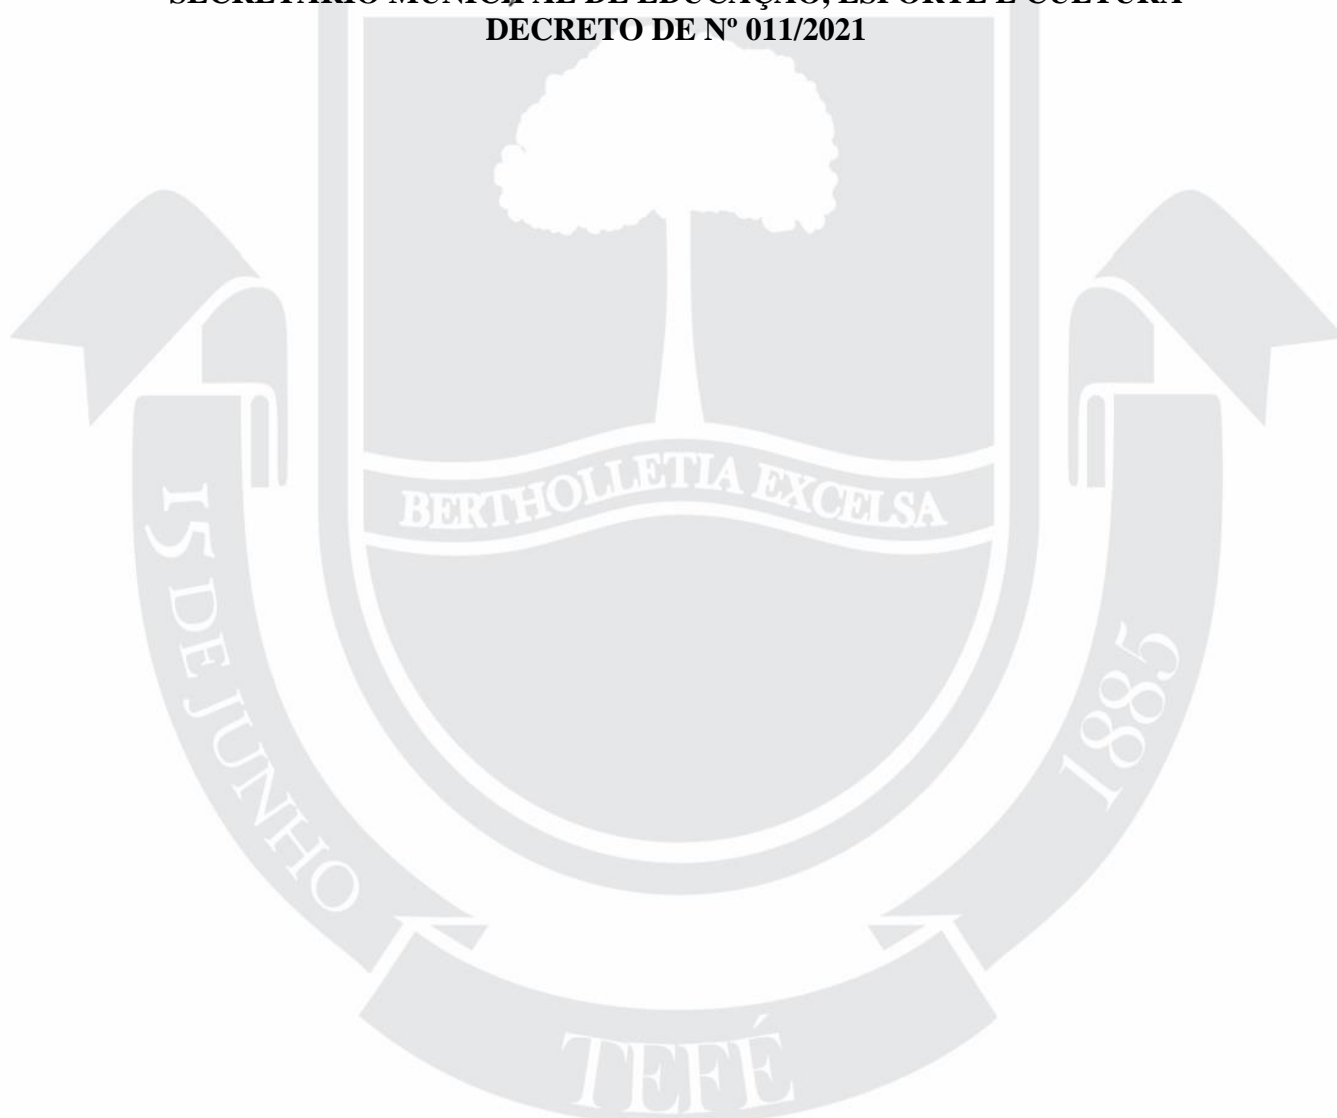 SECRETÁRIO MUNICIPAL DE EDUCAÇÃO, ESPORTE E CULTURA
DECRETO DE Nº 011/2021
BERTHOLLETIA EXCELSA
15 DE JUNHO
1885
TEFÉ